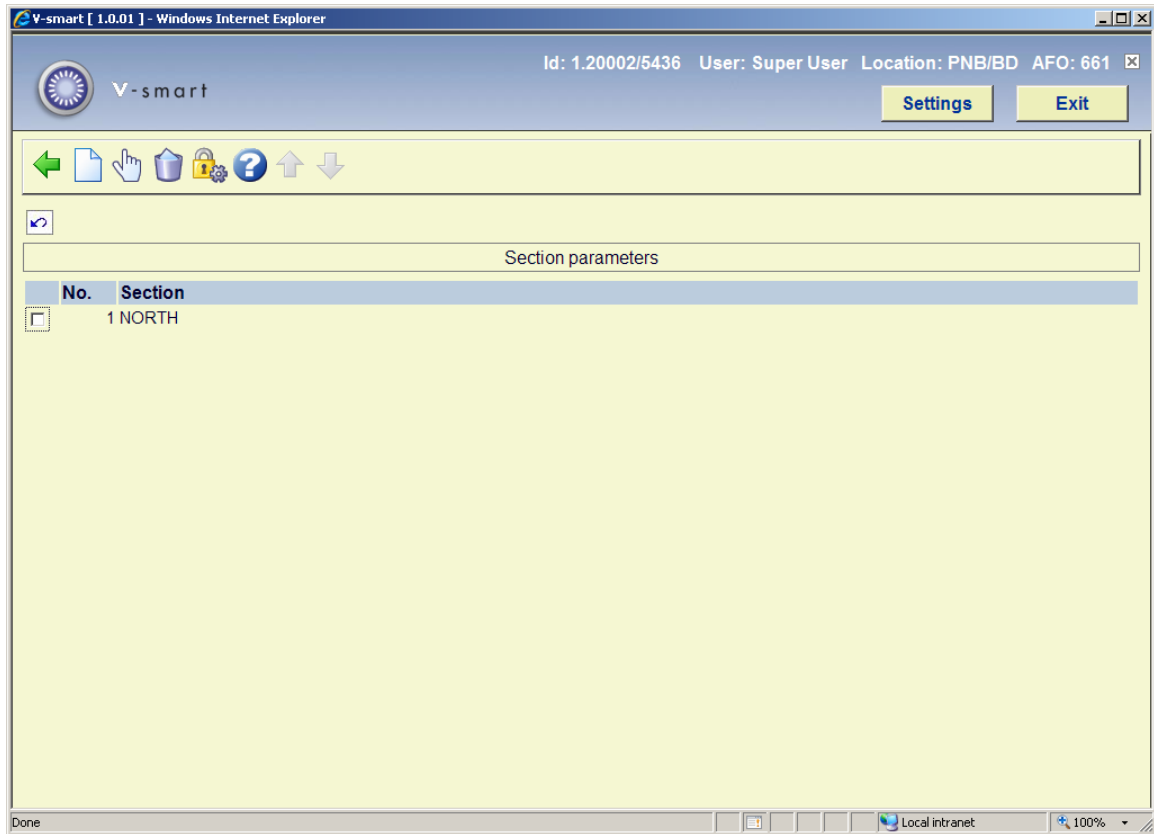 V-smart [ 1.0.01 ] - Windows Internet Explorer
Id: 1.20002/5436 User: Super User Location: PNB/BD AFO: 661
V-smart
Settings Exit
Section parameters
No. Section
1 NORTH
Done Local intranet 100%